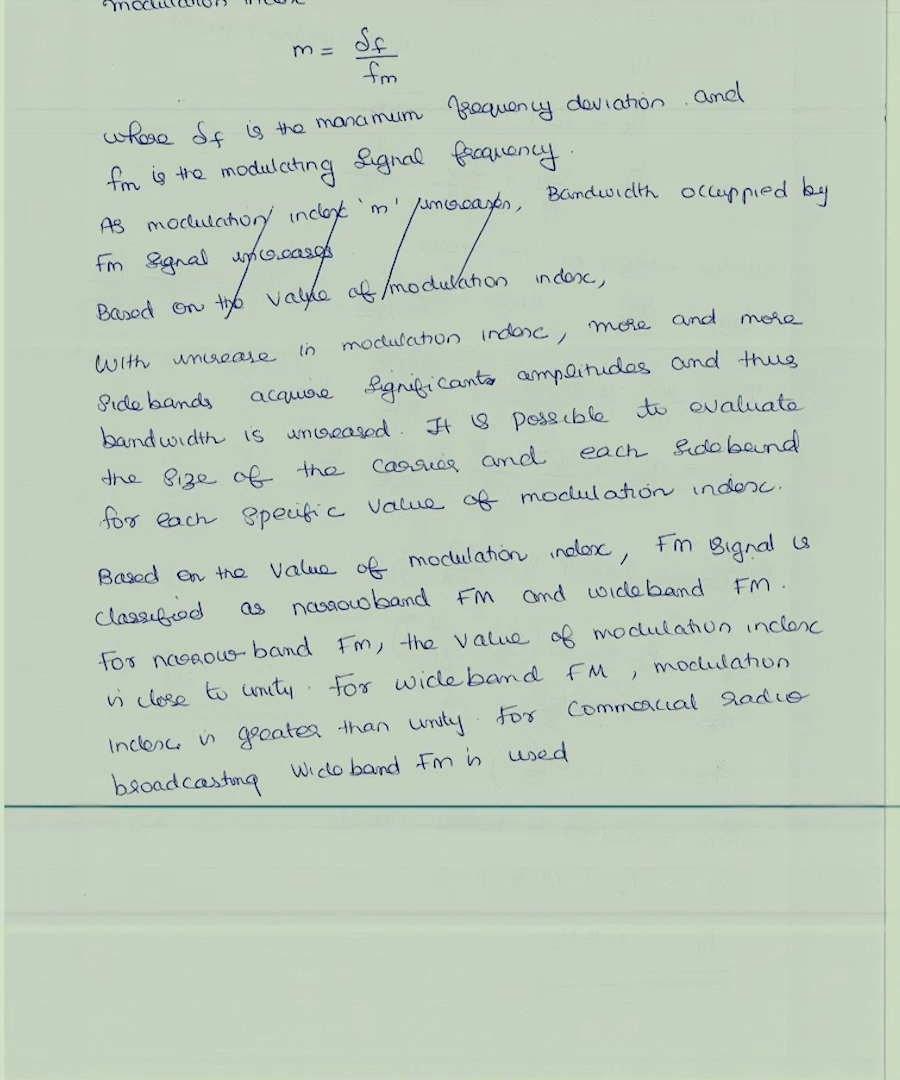 modulation index
m = δf / fm
where δf is the maximum frequency deviation and
fm is the modulating signal frequency.
As modulation index 'm' increases, Bandwidth occuppied by
Fm signal increases
Based on the value of modulation index,
With increase in modulation index, more and more
side bands acquire significants amplitudes and thus
bandwidth is increased. It is possible to evaluate
the size of the carrier and each sideband
for each specific value of modulation index.
Based on the value of modulation index, Fm signal is
classified as narrowband FM and wideband FM.
For narrow-band Fm, the value of modulation index
is close to unity. For wideband FM, modulation
index is greater than unity. For commercial radio
broadcasting wideband Fm is used